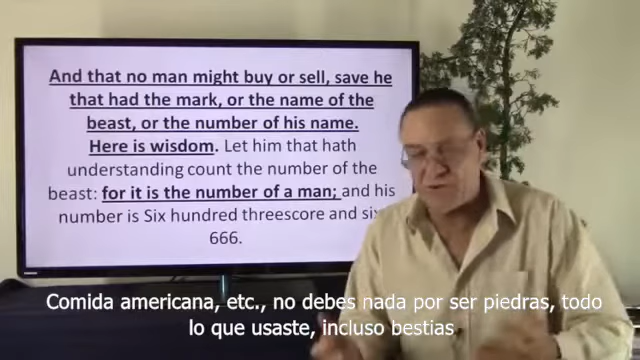 And that no man might buy or sell, save he
that had the mark, or the name of the
beast, or the number of his name.
Here is wisdom. Let him that hath
understanding count the number of the
beast: for it is the number of a man; and his
number is Six hundred threescore and six
666.
Comida americana, etc., no debes nada por ser piedras, todo
lo que usaste, incluso bestias